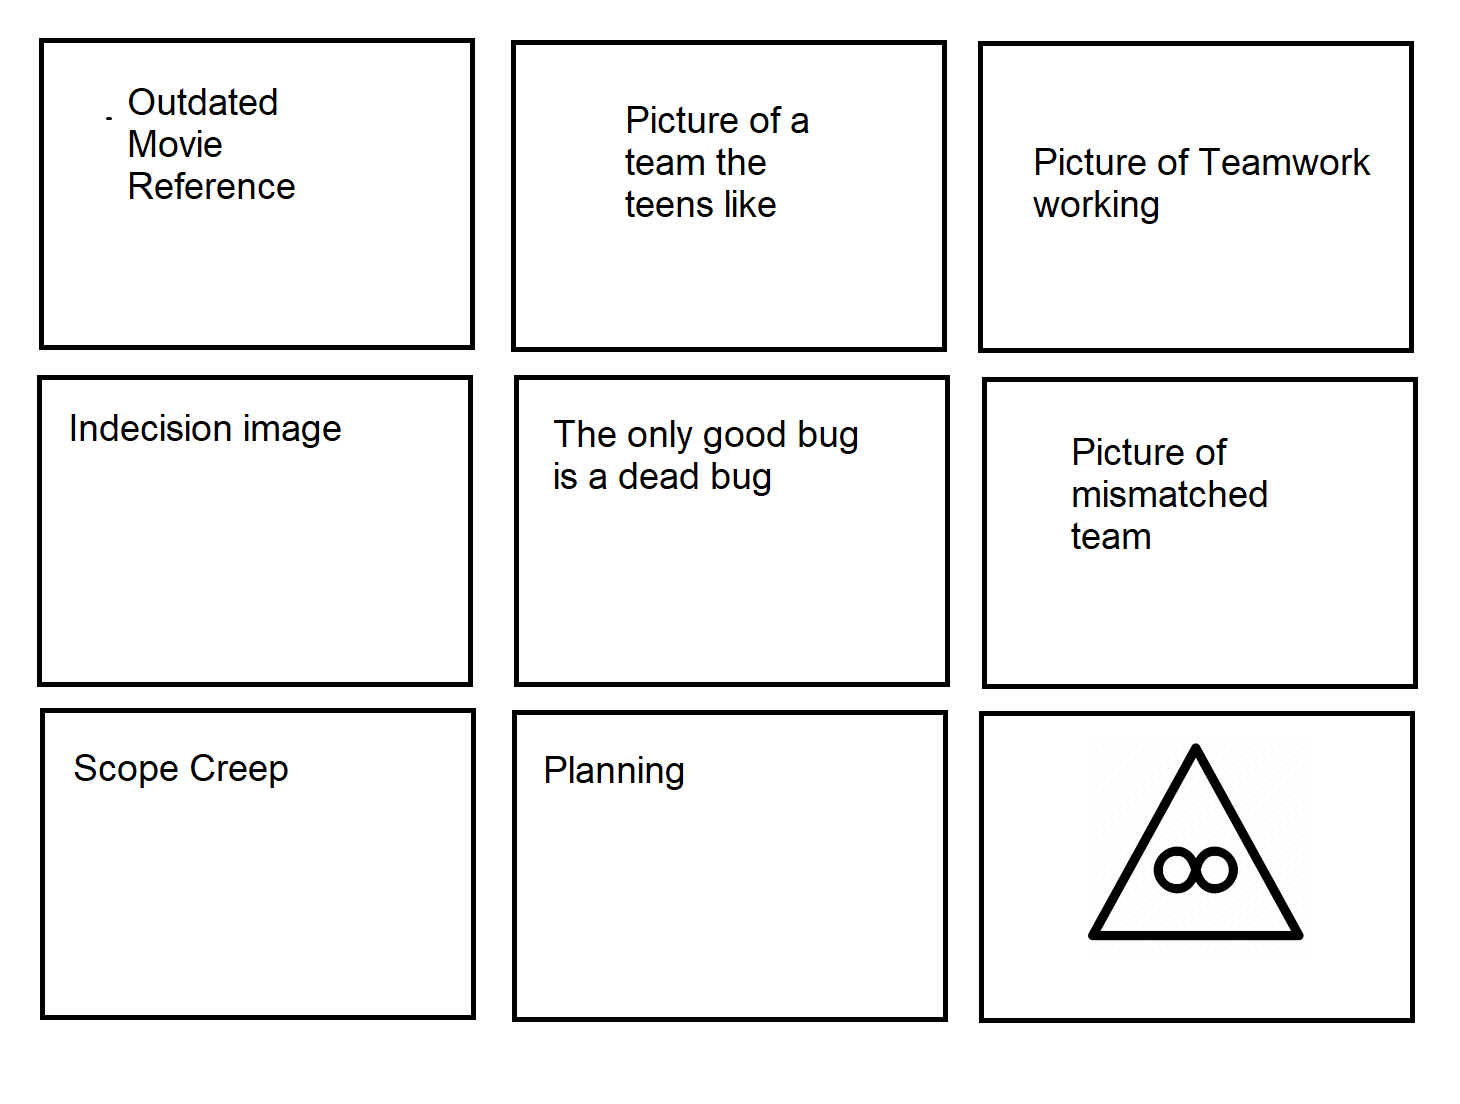 Outdated
Movie
Reference
Picture of a
team the
teens like
Picture of Teamwork
working
Indecision image
The only good bug
is a dead bug
Picture of
mismatched
team
Scope Creep
Planning
∞